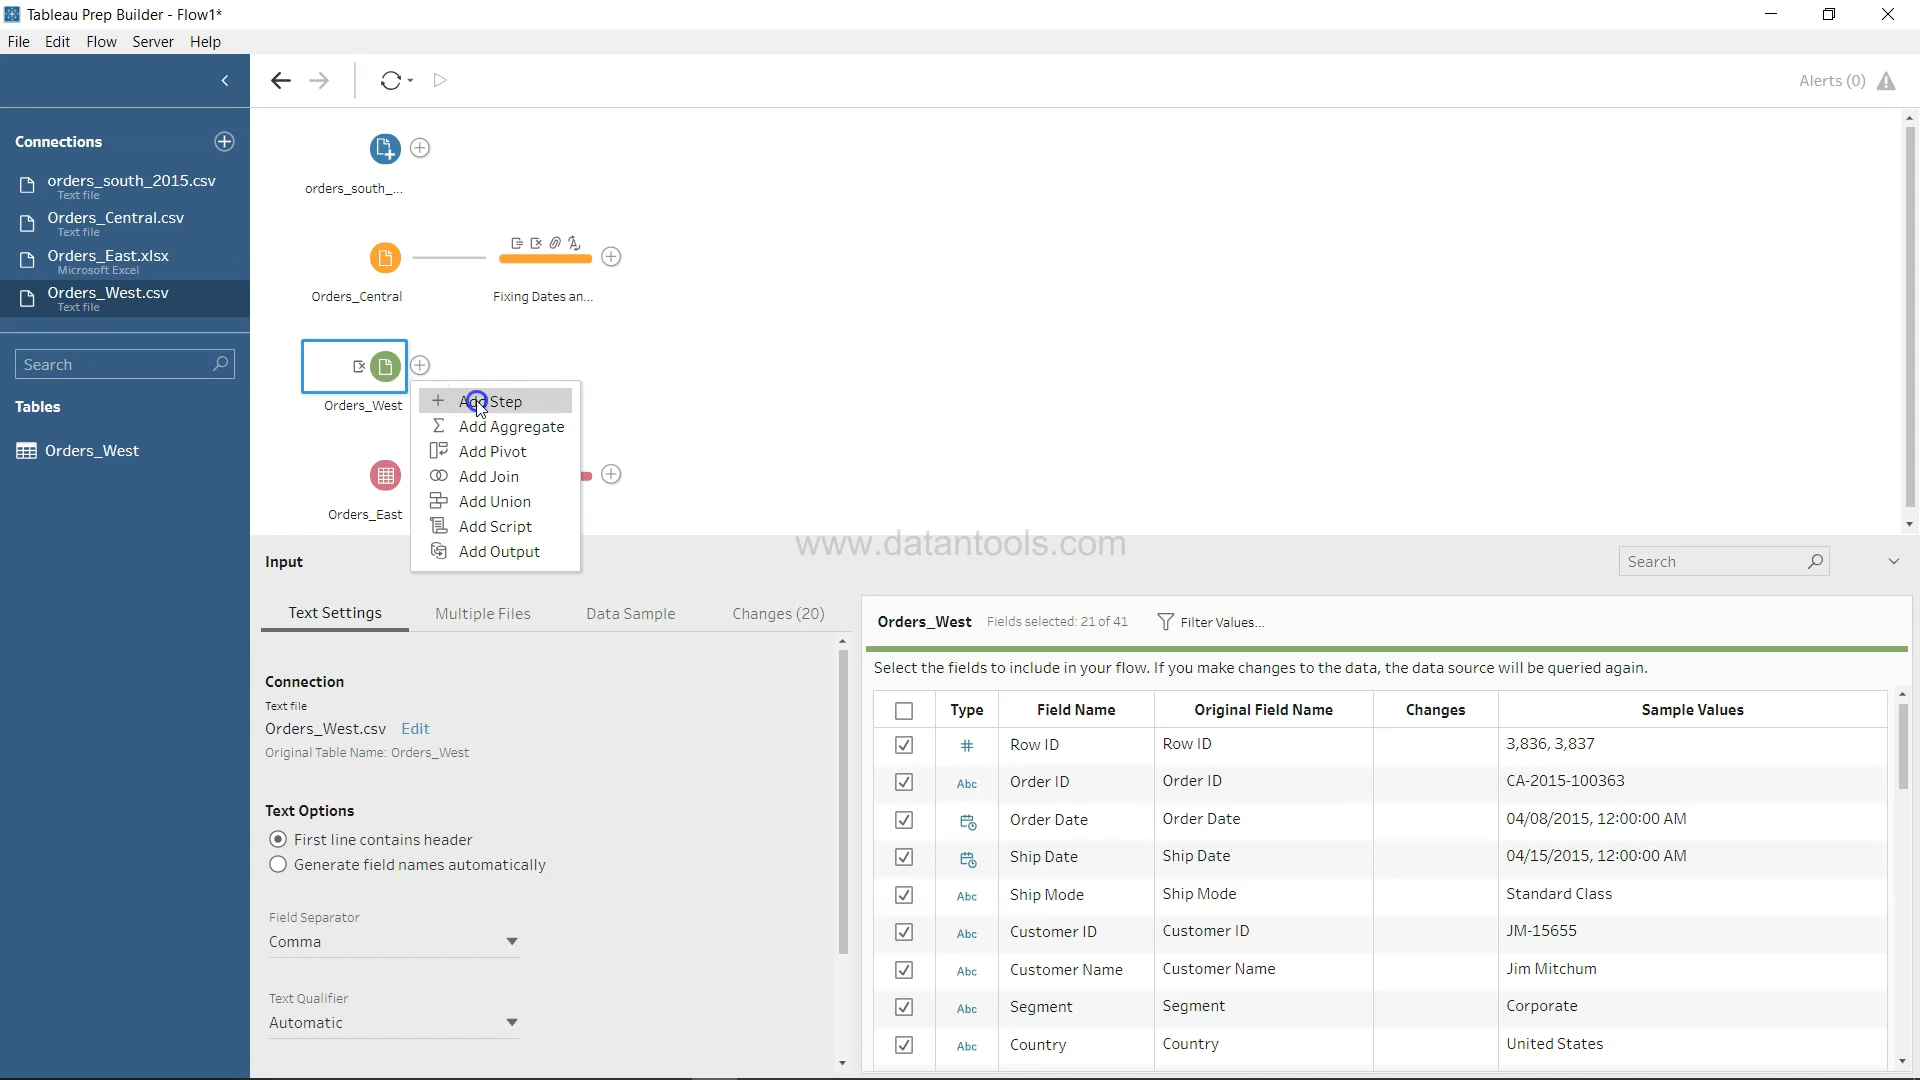 Tableau Prep Builder - Flow1*
File Edit Flow Server Help
Alerts (0)
Connections
orders_south_2015.csv
Text file
Orders_Central.csv
Text file
Orders_East.xlsx
Microsoft Excel
Orders_West.csv
Text file
Search
Tables
Orders_West
orders_south_...
Orders_Central
Fixing Dates an...
Orders_West
Orders_East
Add Step
Add Aggregate
Add Pivot
Add Join
Add Union
Add Script
Add Output
www.datantools.com
Input
Search
Text Settings Multiple Files Data Sample Changes (20)
Connection
Text file
Orders_West.csv Edit
Original Table Name: Orders_West
Text Options
First line contains header
Generate field names automatically
Field Separator
Comma
Text Qualifier
Automatic
Orders_West Fields selected: 21 of 41 Filter Values...
Select the fields to include in your flow. If you make changes to the data, the data source will be queried again.
Type Field Name Original Field Name Changes Sample Values
# Row ID Row ID 3,836, 3,837
Abc Order ID Order ID CA-2015-100363
Order Date Order Date 04/08/2015, 12:00:00 AM
Ship Date Ship Date 04/15/2015, 12:00:00 AM
Abc Ship Mode Ship Mode Standard Class
Abc Customer ID Customer ID JM-15655
Abc Customer Name Customer Name Jim Mitchum
Abc Segment Segment Corporate
Abc Country Country United States